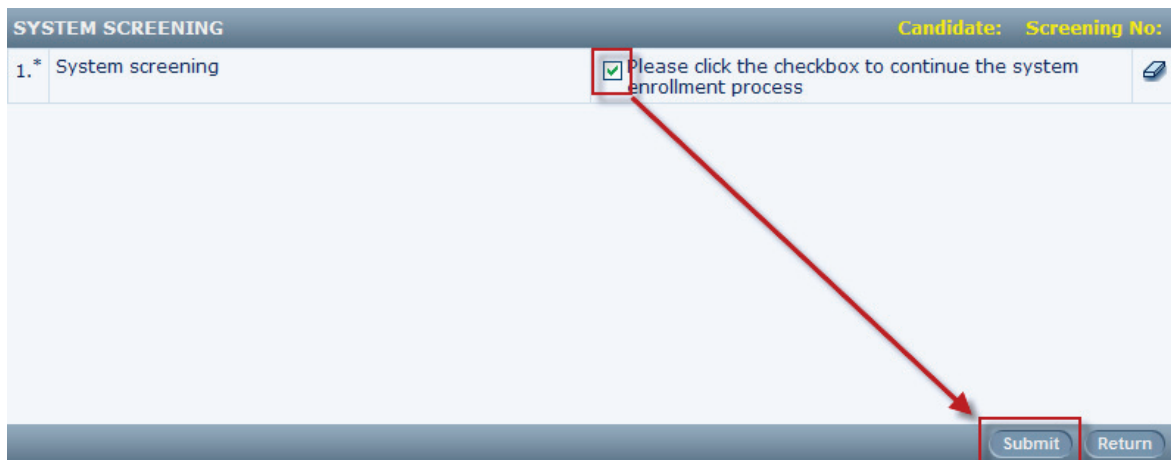 SYSTEM SCREENING Candidate: Screening No:
1.* System screening Please click the checkbox to continue the system
enrollment process
Submit Return